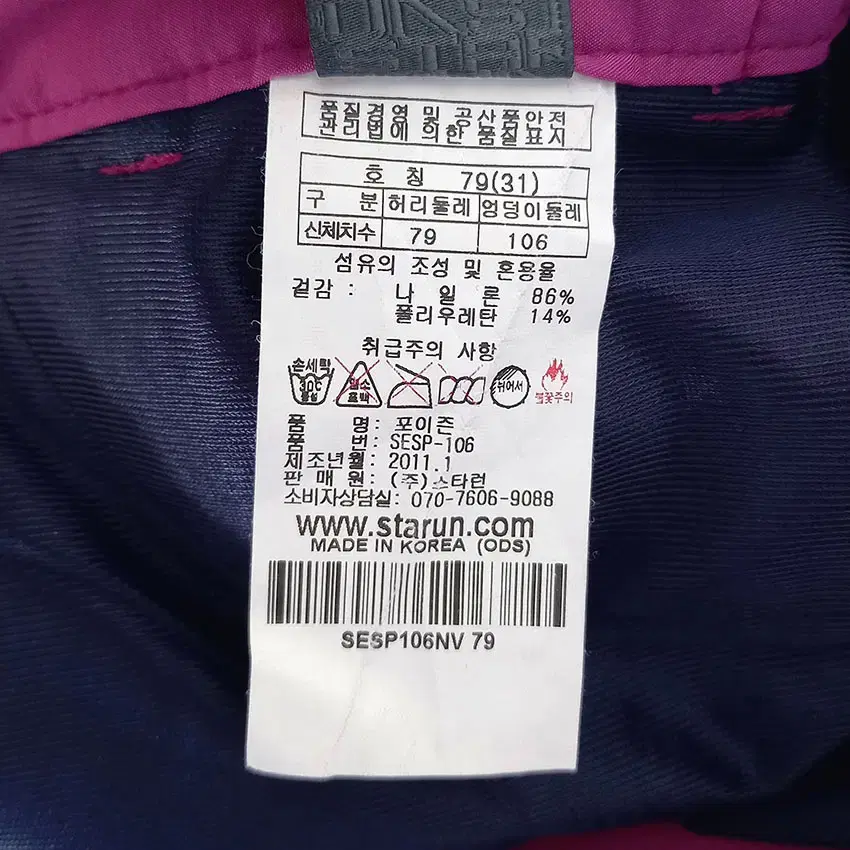 품질경영 및 공산품안전
관리법에 의한 품질표시
호 칭 79(31)
구 분 허리둘레 엉덩이둘레
신체치수 79 106
섬유의 조성 및 혼용율
겉감 : 나 일 론 86%
폴리우레탄 14%
취급주의 사항
손세탁 30℃ 중성 염소 표백 뉘어서 불꽃주의
품 명: 포이즌
품 번: SESP-106
제조년월: 2011.1
판 매 원: (주)스타런
소비자상담실: 070-7606-9088
www.starun.com
MADE IN KOREA (ODS)
SESP106NV 79